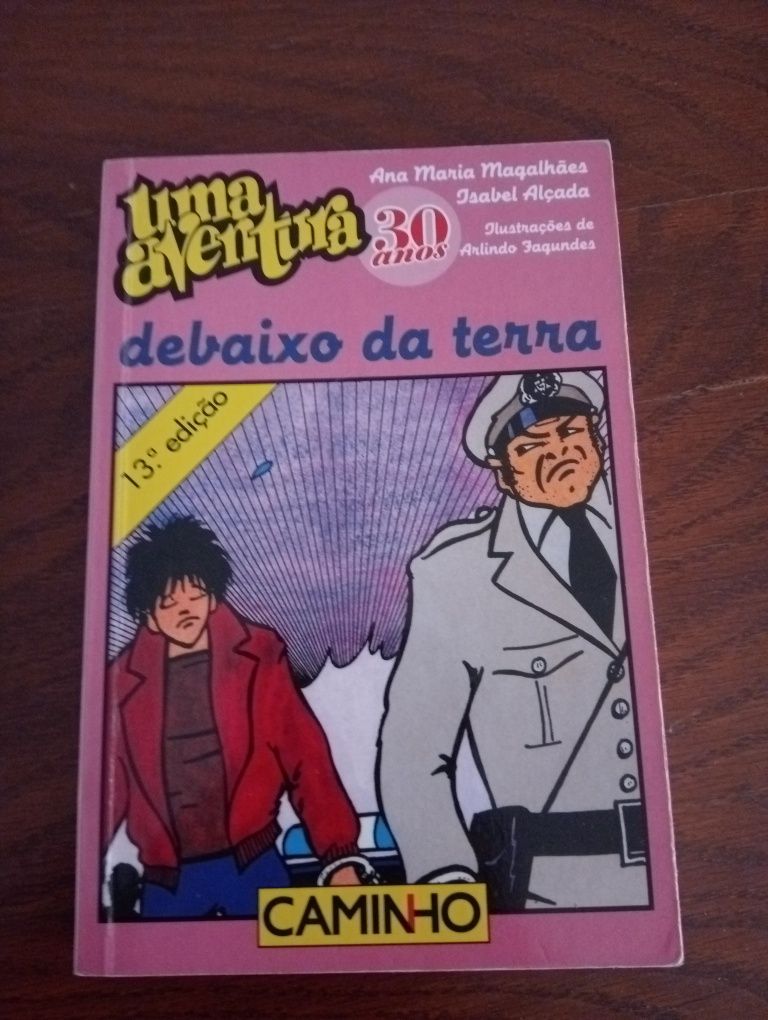 uma
aventura
30
anos
Ana Maria Magalhães
Isabel Alçada
Ilustrações de
Arlindo Fagundes
debaixo da terra
13.ª edição
CAMINHO